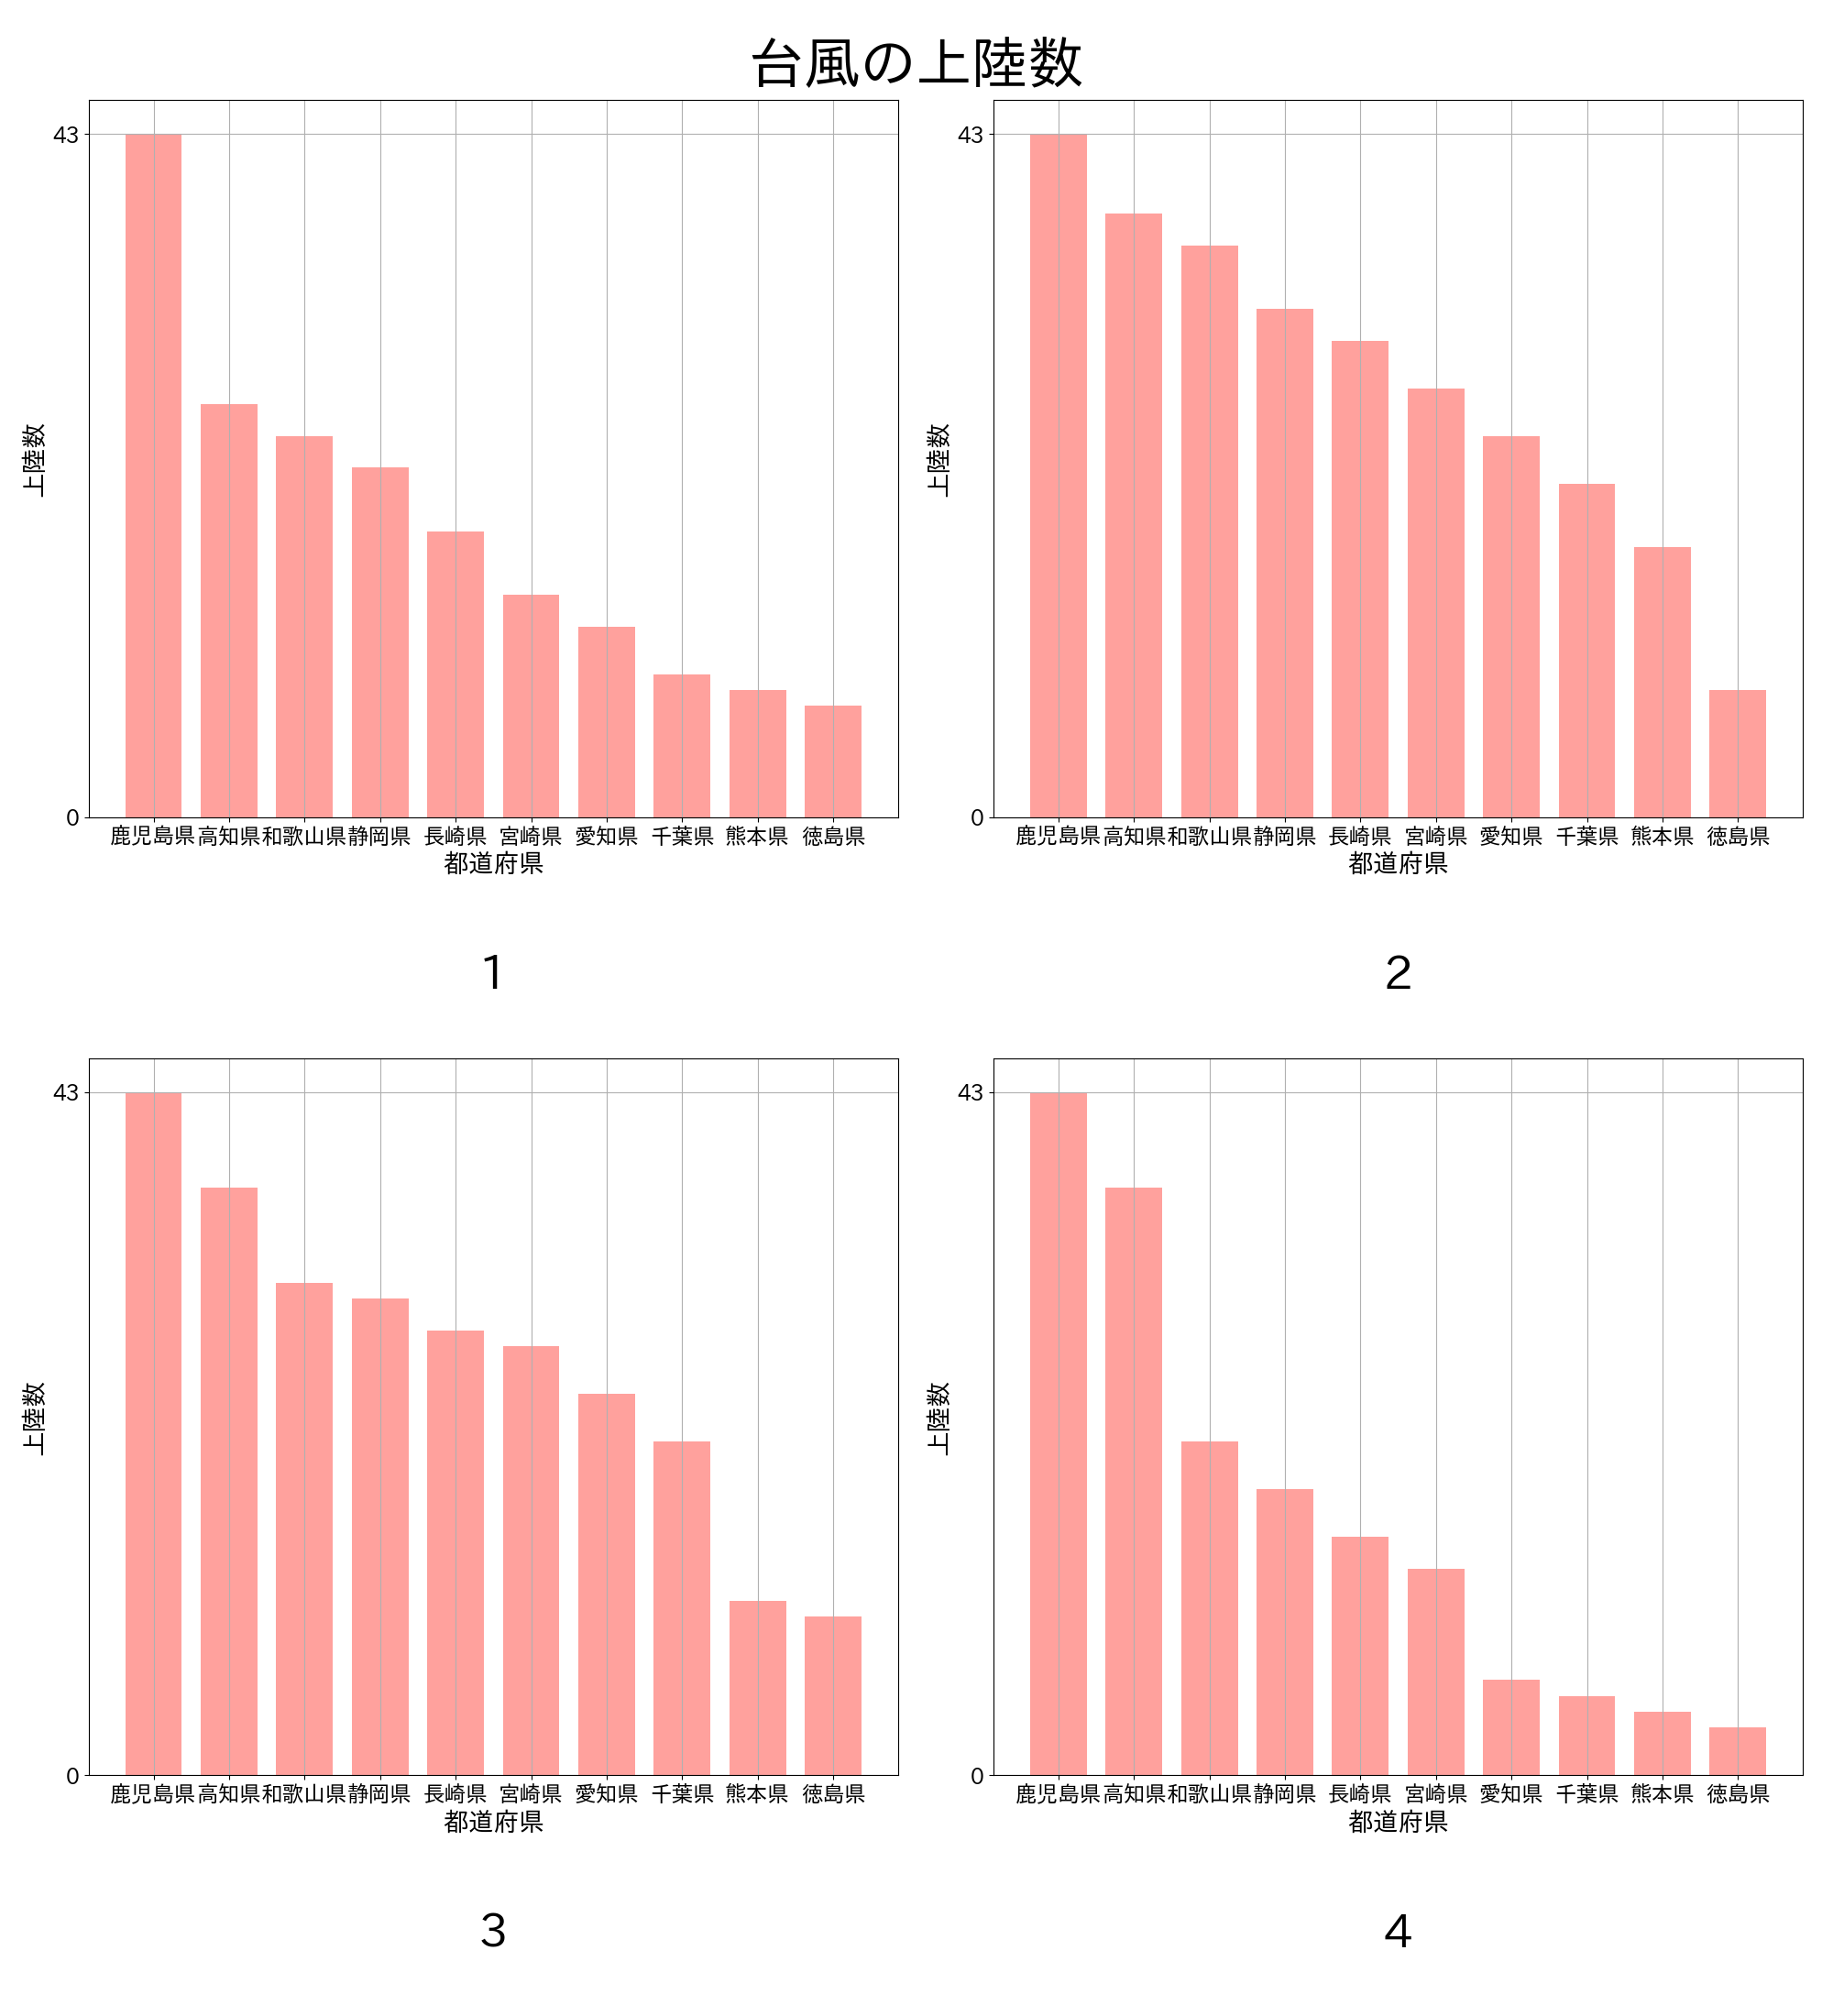 台風の上陸数
43
0
上陸数
鹿児島県 高知県 和歌山県 静岡県 長崎県 宮崎県 愛知県 千葉県 熊本県 徳島県
都道府県
1
43
0
上陸数
鹿児島県 高知県 和歌山県 静岡県 長崎県 宮崎県 愛知県 千葉県 熊本県 徳島県
都道府県
2
43
0
上陸数
鹿児島県 高知県 和歌山県 静岡県 長崎県 宮崎県 愛知県 千葉県 熊本県 徳島県
都道府県
3
43
0
上陸数
鹿児島県 高知県 和歌山県 静岡県 長崎県 宮崎県 愛知県 千葉県 熊本県 徳島県
都道府県
4